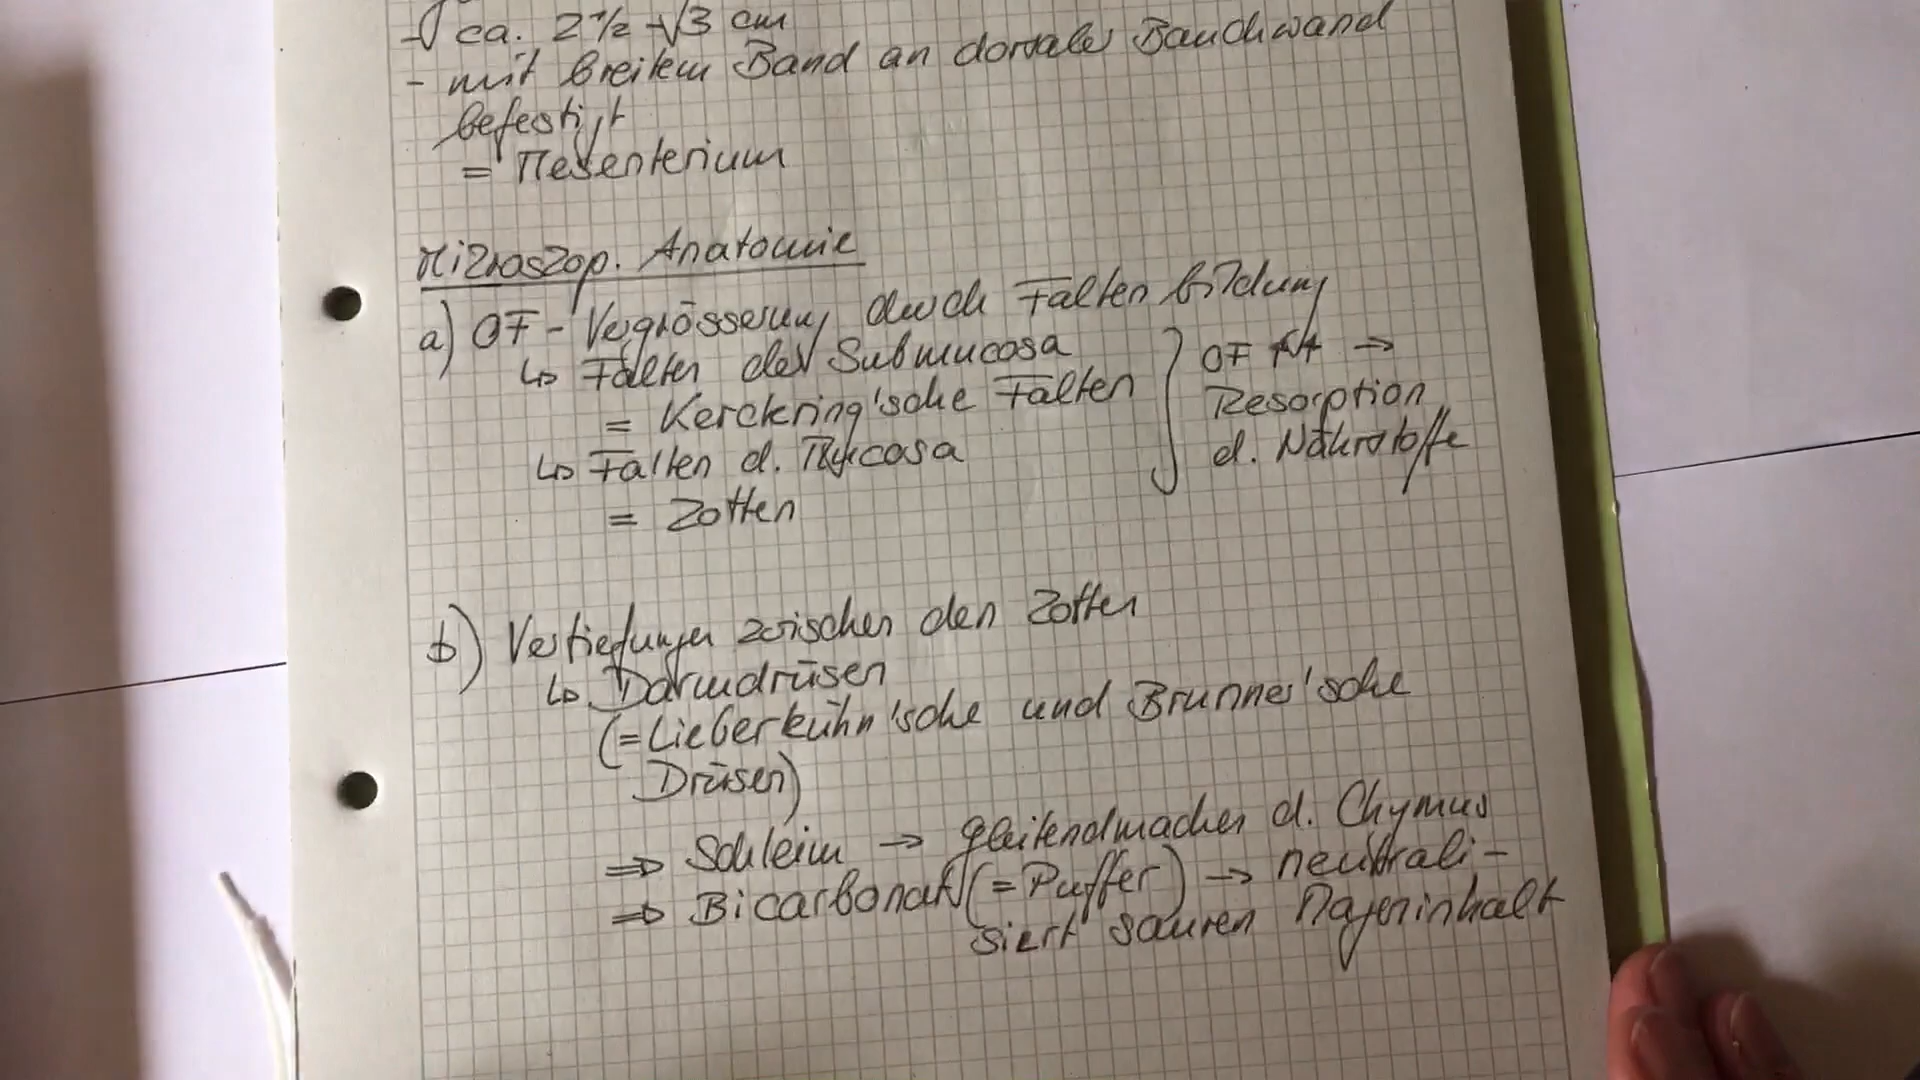 ca. 2 ½ - 3 cm
- mit breitem Band an dorsaler Bauchwand
befestigt
= Mesenterium
Mikroskop. Anatomie
a) OF-Vergrösserung durch Faltenbildung
↳ Falten der Submucosa
= Kerckring'sche Falten
↳ Falten d. Mucosa
= Zotten
} OF ↑↑ →
Resorption
d. Nährstoffe
b) Vertiefungen zwischen den Zotten
↳ Darmdrüsen
(=Lieberkühn'sche und Brunner'sche
Drüsen)
⇒ Schleim → gleitendmachen d. Chymus
⇒ Bicarbonat (=Puffer) → neutrali-
siert sauren Mageninhalt